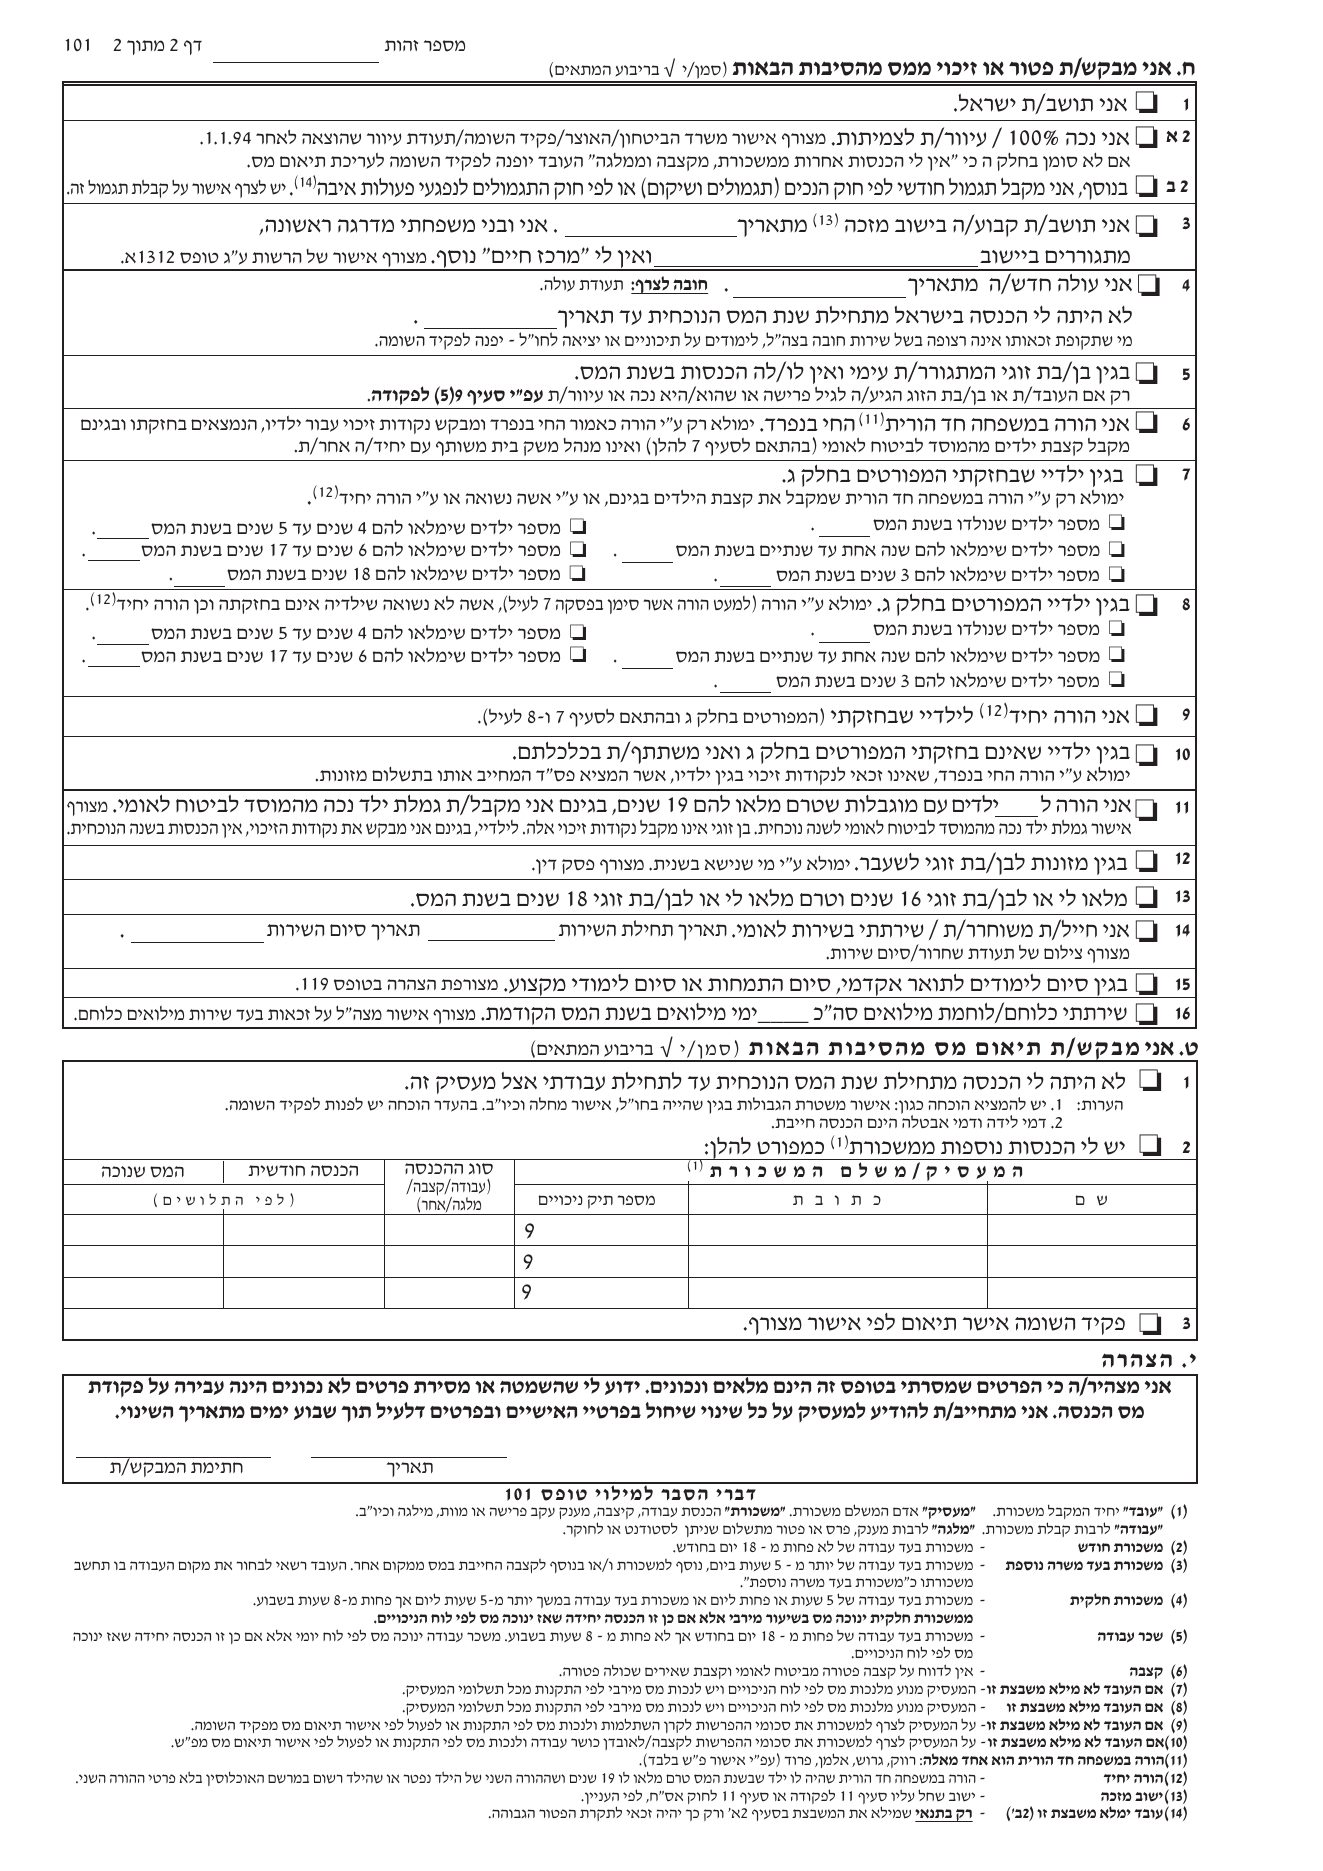 מספר זהות ____________ דף 2 מתוך 2 101
ח. אני מבקש/ת פטור או זיכוי ממס מהסיבות הבאות (סמן/י √ בריבוע המתאים)
1 ❏ אני תושב/ת ישראל.
2 א ❏ אני נכה 100% / עיוור/ת לצמיתות. מצורף אישור משרד הביטחון/האוצר/פקיד השומה/תעודת עיוור שהוצאה לאחר 1.1.94.
אם לא סומן בחלק ה כי "אין לי הכנסות אחרות ממשכורת, מקצבה וממלגה" העובד יופנה לפקיד השומה לעריכת תיאום מס.
2 ב ❏ בנוסף, אני מקבל תגמול חודשי לפי חוק הנכים (תגמולים ושיקום) או לפי חוק התגמולים לנפגעי פעולות איבה(14). יש לצרף אישור על קבלת תגמול זה.
3 ❏ אני תושב/ת קבוע/ה בישוב מזכה (13) מתאריך____________ . אני ובני משפחתי מדרגה ראשונה,
מתגוררים ביישוב ____________ואין לי "מרכז חיים" נוסף. מצורף אישור של הרשות ע"ג טופס 1312א.
4 ❏ אני עולה חדש/ה מתאריך ____________ . חובה לצרף: תעודת עולה.
לא היתה לי הכנסה בישראל מתחילת שנת המס הנוכחית עד תאריך____________ .
מי שתקופת זכאותו אינה רצופה בשל שירות חובה בצה"ל, לימודים על תיכוניים או יציאה לחו"ל - יפנה לפקיד השומה.
5 ❏ בגין בן/בת זוגי המתגורר/ת עימי ואין לו/לה הכנסות בשנת המס.
רק אם העובד/ת או בן/בת הזוג הגיע/ה לגיל פרישה או שהוא/היא נכה או עיוור/ת עפ"י סעיף 9(5) לפקודה.
6 ❏ אני הורה במשפחה חד הורית(11) החי בנפרד. ימולא רק ע"י הורה כאמור החי בנפרד ומבקש נקודות זיכוי עבור ילדיו, הנמצאים בחזקתו ובגינם
מקבל קצבת ילדים מהמוסד לביטוח לאומי (בהתאם לסעיף 7 להלן) ואינו מנהל משק בית משותף עם יחיד/ה אחר/ת.
7 ❏ בגין ילדיי שבחזקתי המפורטים בחלק ג.
ימולא רק ע"י הורה במשפחה חד הורית שמקבל את קצבת הילדים בגינם, או ע"י אשה נשואה או ע"י הורה יחיד(12).
❏ מספר ילדים שנולדו בשנת המס _____ . ❏ מספר ילדים שימלאו להם 4 שנים עד 5 שנים בשנת המס _____.
❏ מספר ילדים שימלאו להם שנה אחת עד שנתיים בשנת המס _____ . ❏ מספר ילדים שימלאו להם 6 שנים עד 17 שנים בשנת המס_____.
❏ מספר ילדים שימלאו להם 3 שנים בשנת המס _____ . ❏ מספר ילדים שימלאו להם 18 שנים בשנת המס _____.
8 ❏ בגין ילדיי המפורטים בחלק ג. ימולא ע"י הורה (למעט הורה אשר סימן בפסקה 7 לעיל), אשה לא נשואה שילדיה אינם בחזקתה וכן הורה יחיד(12).
❏ מספר ילדים שנולדו בשנת המס _____ . ❏ מספר ילדים שימלאו להם 4 שנים עד 5 שנים בשנת המס _____.
❏ מספר ילדים שימלאו להם שנה אחת עד שנתיים בשנת המס _____ . ❏ מספר ילדים שימלאו להם 6 שנים עד 17 שנים בשנת המס_____.
❏ מספר ילדים שימלאו להם 3 שנים בשנת המס _____ .
9 ❏ אני הורה יחיד(12) לילדיי שבחזקתי (המפורטים בחלק ג ובהתאם לסעיף 7 ו-8 לעיל).
10 ❏ בגין ילדיי שאינם בחזקתי המפורטים בחלק ג ואני משתתף/ת בכלכלתם.
ימולא ע"י הורה החי בנפרד, שאינו זכאי לנקודות זיכוי בגין ילדיו, אשר המציא פס"ד המחייב אותו בתשלום מזונות.
11 ❏ אני הורה ל____ילדים עם מוגבלות שטרם מלאו להם 19 שנים, בגינם אני מקבל/ת גמלת ילד נכה מהמוסד לביטוח לאומי. מצורף
אישור גמלת ילד נכה מהמוסד לביטוח לאומי לשנה נוכחית. בן זוגי אינו מקבל נקודות זיכוי אלה. לילדיי, בגינם אני מבקש את נקודות הזיכוי, אין הכנסות בשנה הנוכחית.
12 ❏ בגין מזונות לבן/בת זוגי לשעבר. ימולא ע"י מי שנישא בשנית. מצורף פסק דין.
13 ❏ מלאו לי או לבן/בת זוגי 16 שנים וטרם מלאו לי או לבן/בת זוגי 18 שנים בשנת המס.
14 ❏ אני חייל/ת משוחרר/ת / שירתתי בשירות לאומי. תאריך תחילת השירות ____________ תאריך סיום השירות ____________ .
מצורף צילום של תעודת שחרור/סיום שירות.
15 ❏ בגין סיום לימודים לתואר אקדמי, סיום התמחות או סיום לימודי מקצוע. מצורפת הצהרה בטופס 119.
16 ❏ שירתתי כלוחם/לוחמת מילואים סה"כ ____ימי מילואים בשנת המס הקודמת. מצורף אישור מצה"ל על זכאות בעד שירות מילואים כלוחם.
ט. אני מבקש/ת תיאום מס מהסיבות הבאות (סמן/י √ בריבוע המתאים)
1 ❏ לא היתה לי הכנסה מתחילת שנת המס הנוכחית עד לתחילת עבודתי אצל מעסיק זה.
הערות: 1. יש להמציא הוכחה כגון: אישור משטרת הגבולות בגין שהייה בחו"ל, אישור מחלה וכיו"ב. בהעדר הוכחה יש לפנות לפקיד השומה.
2. דמי לידה ודמי אבטלה הינם הכנסה חייבת.
2 ❏ יש לי הכנסות נוספות ממשכורת(1) כמפורט להלן:
המעסיק/משלם המשכורת (1) סוג ההכנסה הכנסה חודשית המס שנוכה
(עבודה/קצבה/
שם כתובת מספר תיק ניכויים מלגה/אחר) (לפי התלושים)
9
9
9
3 ❏ פקיד השומה אישר תיאום לפי אישור מצורף.
י. הצהרה
אני מצהיר/ה כי הפרטים שמסרתי בטופס זה הינם מלאים ונכונים. ידוע לי שהשמטה או מסירת פרטים לא נכונים הינה עבירה על פקודת
מס הכנסה. אני מתחייב/ת להודיע למעסיק על כל שינוי שיחול בפרטיי האישיים ובפרטים דלעיל תוך שבוע ימים מתאריך השינוי.
תאריך חתימת המבקש/ת
דברי הסבר למילוי טופס 101
(1) "עובד" יחיד המקבל משכורת. "מעסיק" אדם המשלם משכורת. "משכורת" הכנסת עבודה, קיצבה, מענק עקב פרישה או מוות, מילגה וכיו"ב.
"עבודה" לרבות קבלת משכורת. "מלגה" לרבות מענק, פרס או פטור מתשלום שניתן לסטודנט או לחוקר.
(2) משכורת חודש - משכורת בעד עבודה של לא פחות מ - 18 יום בחודש.
(3) משכורת בעד משרה נוספת - משכורת בעד עבודה של יותר מ - 5 שעות ביום, נוסף למשכורת ו/או בנוסף לקצבה החייבת במס ממקום אחר. העובד רשאי לבחור את מקום העבודה בו תחשב
משכורתו כ"משכורת בעד משרה נוספת".
(4) משכורת חלקית - משכורת בעד עבודה של 5 שעות או פחות ליום או משכורת בעד עבודה במשך יותר מ-5 שעות ליום אך פחות מ-8 שעות בשבוע.
ממשכורת חלקית ינוכה מס בשיעור מירבי אלא אם כן זו הכנסה יחידה שאז ינוכה מס לפי לוח הניכויים.
(5) שכר עבודה - משכורת בעד עבודה של פחות מ - 18 יום בחודש אך לא פחות מ - 8 שעות בשבוע. משכר עבודה ינוכה מס לפי לוח יומי אלא אם כן זו הכנסה יחידה שאז ינוכה
מס לפי לוח הניכויים.
(6) קצבה - אין לדווח על קצבה פטורה מביטוח לאומי וקצבת שאירים שכולה פטורה.
(7) אם העובד לא מילא משבצת זו- המעסיק מנוע מלנכות מס לפי לוח הניכויים ויש לנכות מס מירבי לפי התקנות מכל תשלומי המעסיק.
(8) אם העובד מילא משבצת זו - המעסיק מנוע מלנכות מס לפי לוח הניכויים ויש לנכות מס מירבי לפי התקנות מכל תשלומי המעסיק.
(9) אם העובד לא מילא משבצת זו- על המעסיק לצרף למשכורת את סכומי ההפרשות לקרן השתלמות ולנכות מס לפי התקנות או לפעול לפי אישור תיאום מס מפקיד השומה.
(10)אם העובד לא מילא משבצת זו- על המעסיק לצרף למשכורת את סכומי ההפרשות לקצבה/לאובדן כושר עבודה ולנכות מס לפי התקנות או לפעול לפי אישור תיאום מס מפ"ש.
(11)הורה במשפחה חד הורית הוא אחד מאלה: רווק, גרוש, אלמן, פרוד (עפ"י אישור פ"ש בלבד).
(12)הורה יחיד - הורה במשפחה חד הורית שהיה לו ילד שבשנת המס טרם מלאו לו 19 שנים ושההורה השני של הילד נפטר או שהילד רשום במרשם האוכלוסין בלא פרטי ההורה השני.
(13)ישוב מזכה - ישוב שחל עליו סעיף 11 לפקודה או סעיף 11 לחוק אס"ח, לפי העניין.
(14)עובד ימלא משבצת זו (2ב') - רק בתנאי שמילא את המשבצת בסעיף 2א' ורק כך יהיה זכאי לתקרת הפטור הגבוהה.